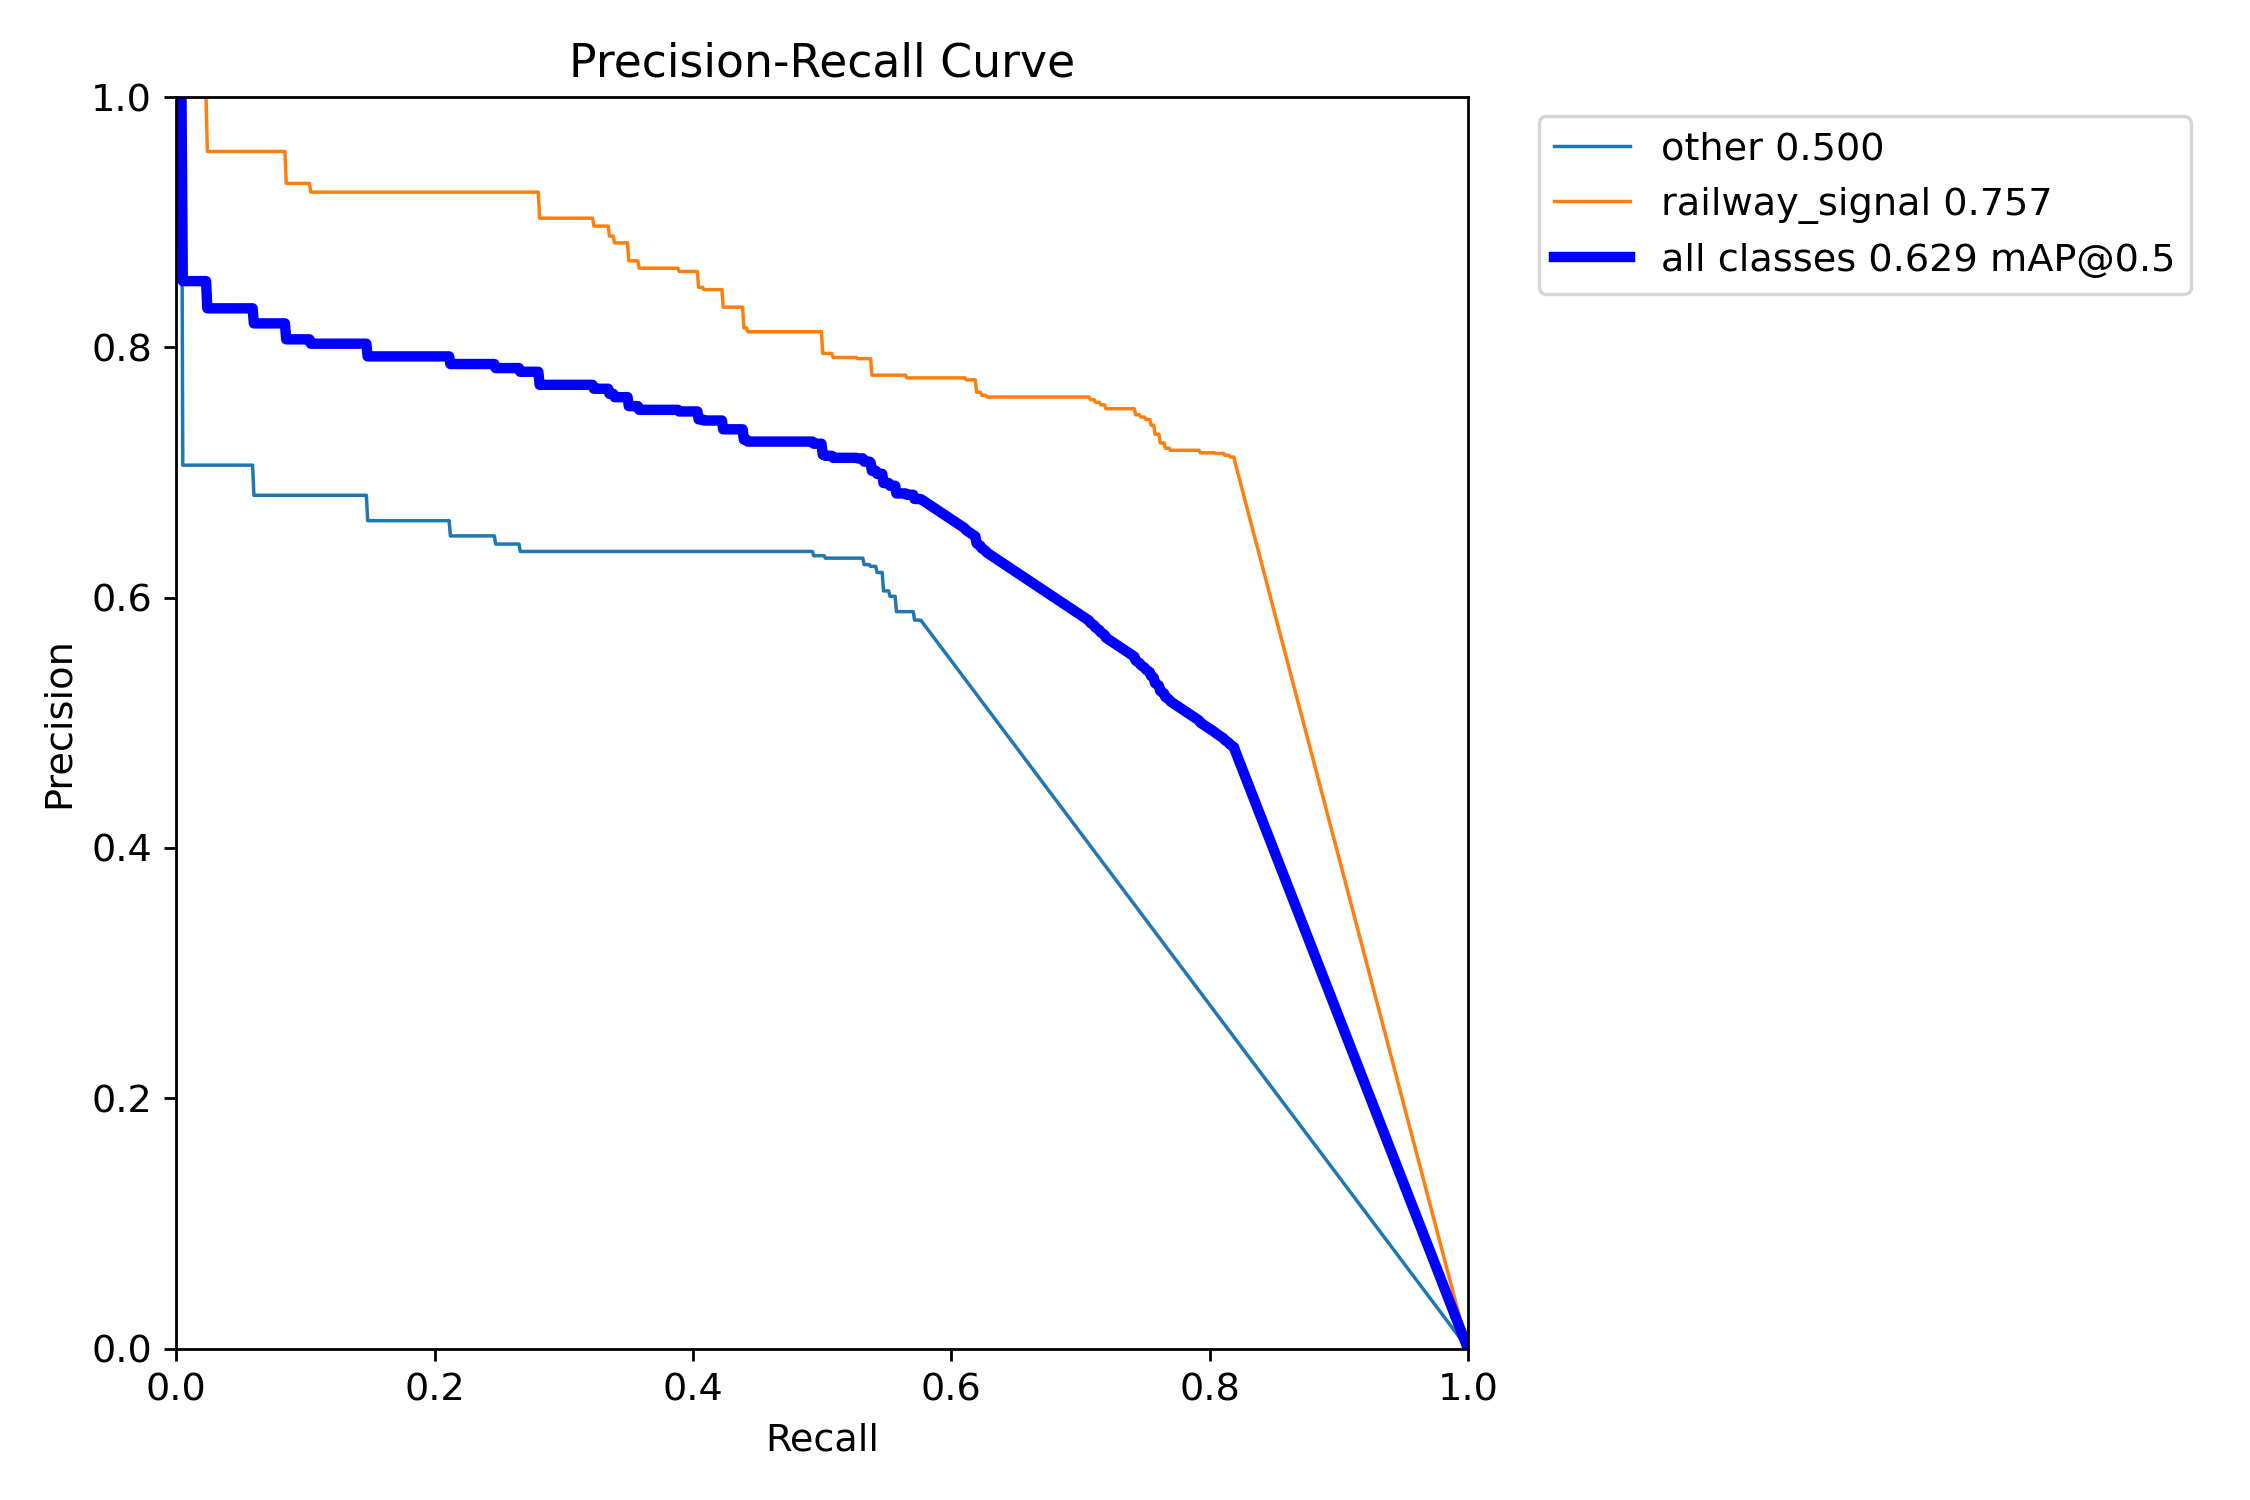 Precision-Recall Curve
1.0
0.8
0.6
0.4
0.2
0.0
Precision
0.0 0.2 0.4 0.6 0.8 1.0
Recall
other 0.500
railway_signal 0.757
all classes 0.629 mAP@0.5